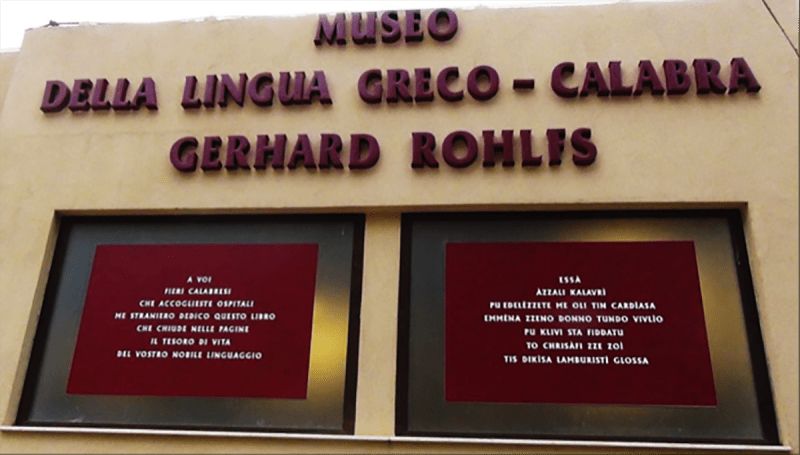 MUSEO
DELLA LINGUA GRECO - CALABRA
GERHARD ROHLFS
A VOI
FIERI CALABRESI
CHE ACCOGLIESTE OSPITALI
ME STRANIERO DEDICO QUESTO LIBRO
CHE CHIUDE NELLE PAGINE
IL TESORO DI VITA
DEL VOSTRO NOBILE LINGUAGGIO
ESSÀ
ÀZZALI KALAVRÌ
PU EDELÈZZETE ME OLI TIN CARDÌASA
EMMÈNA ZZENO DONNO TUNDO VIVLÌO
PU KLIVI STA FIDDATU
TO CHRISÀFI ZZE ZOÌ
TIS DIKÌSA LAMBURISTÌ GLOSSA